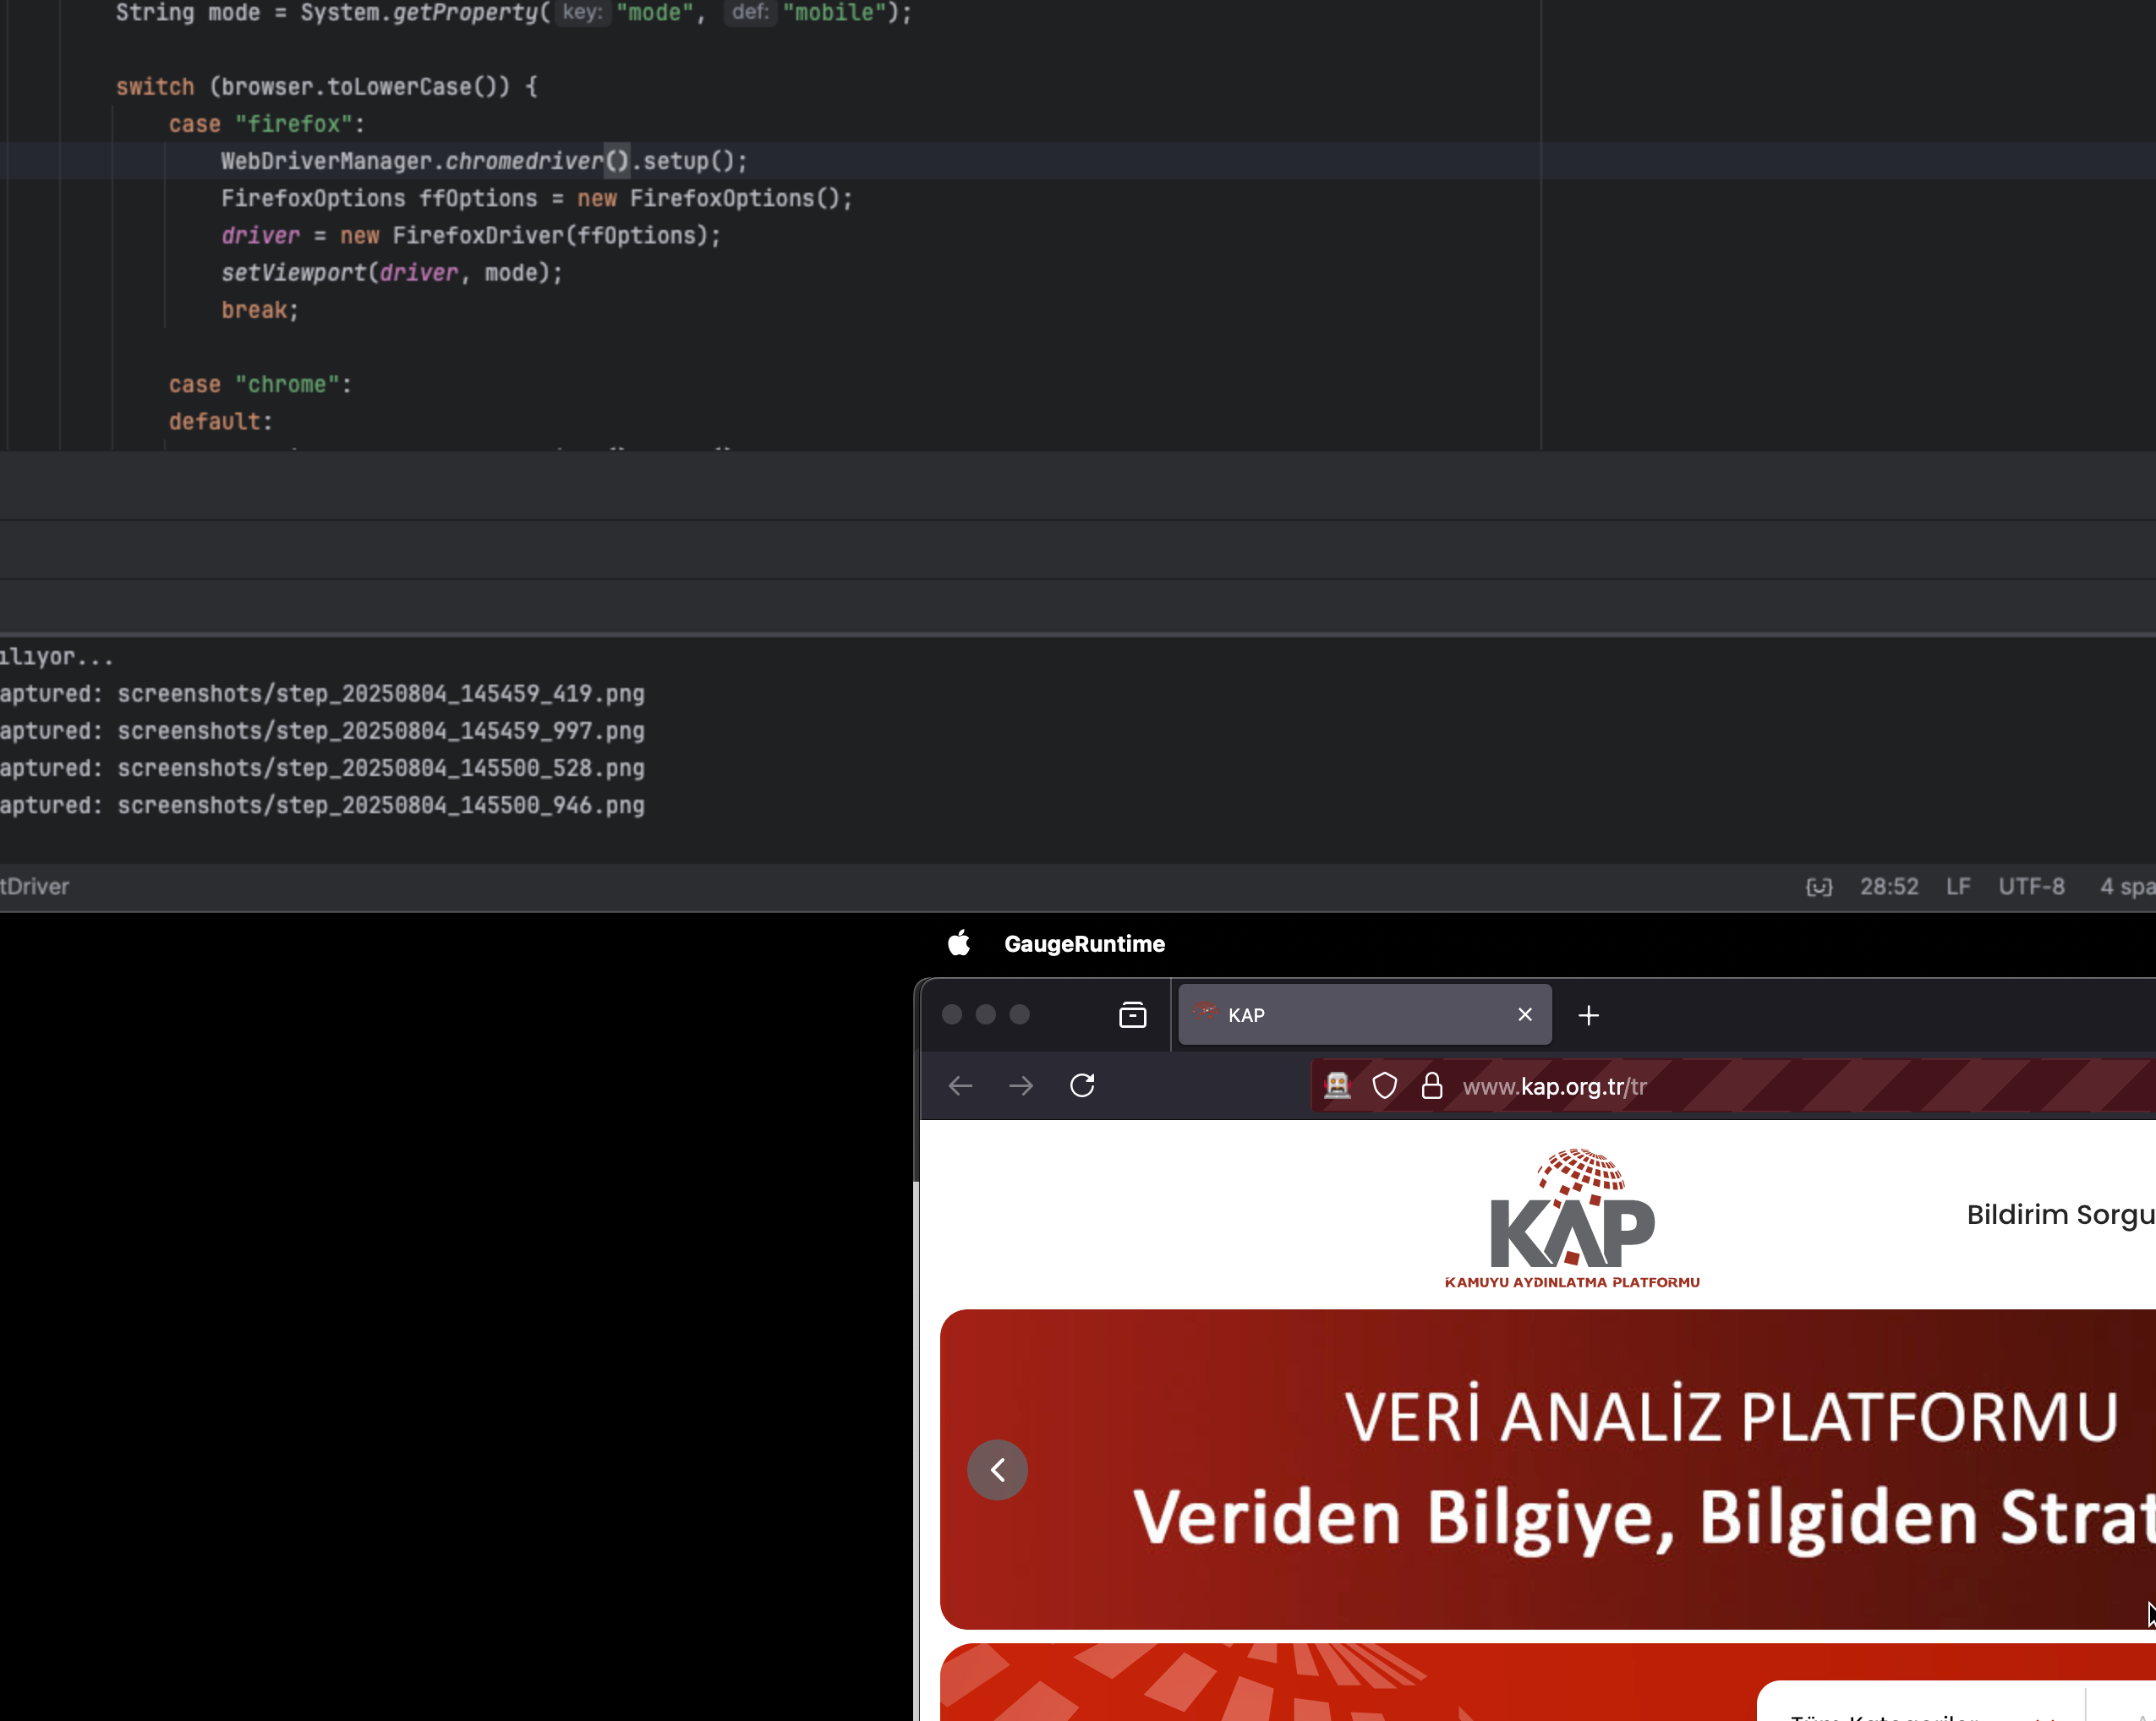 String mode = System.getProperty( key: "mode", def: "mobile");
switch (browser.toLowerCase()) {
case "firefox":
WebDriverManager.chromedriver().setup();
FirefoxOptions ffOptions = new FirefoxOptions();
driver = new FirefoxDriver(ffOptions);
setViewport(driver, mode);
break;
case "chrome":
default:
ılıyor...
aptured: screenshots/step_20250804_145459_419.png
aptured: screenshots/step_20250804_145459_997.png
aptured: screenshots/step_20250804_145500_528.png
aptured: screenshots/step_20250804_145500_946.png
tDriver 28:52 LF UTF-8 4 spa
GaugeRuntime
KAP
www.kap.org.tr/tr
KAP
KAMUYU AYDINLATMA PLATFORMU
Bildirim Sorgu
VERİ ANALİZ PLATFORMU
Veriden Bilgiye, Bilgiden Strat
Tüm Kategoriler